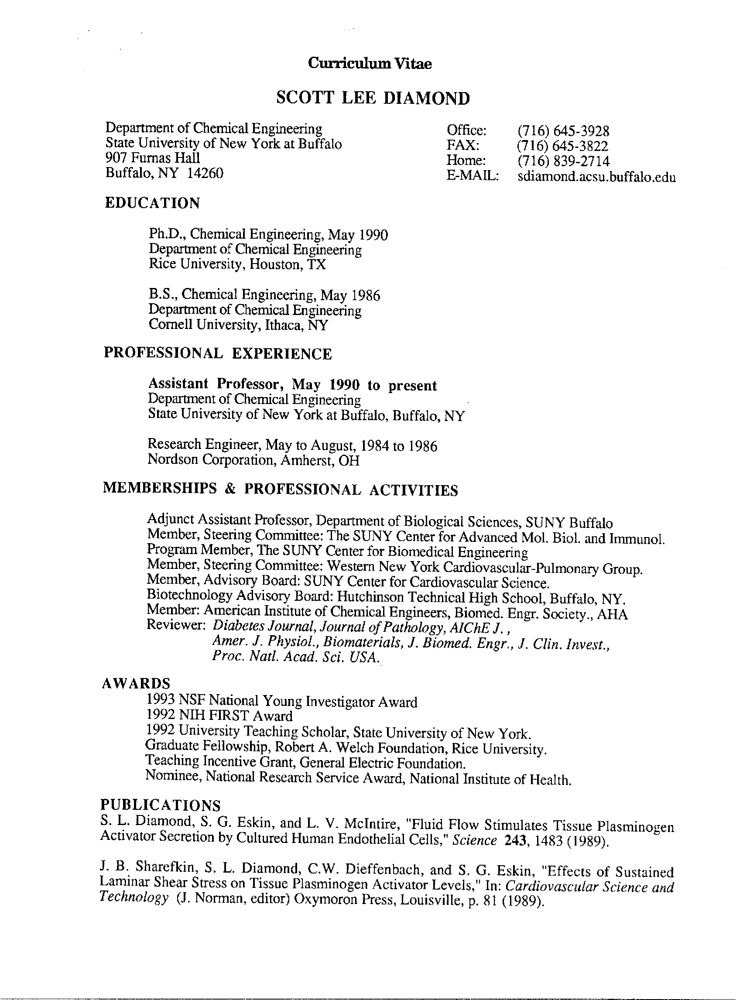 Curriculum Vitae
SCOTT LEE DIAMOND
Department of Chemical Engineering
State University of New York at Buffalo
907 Furnas Hall
Buffalo, NY 14260
Office: (716) 645-3928
FAX: (716) 645-3822
Home: (716) 839-2714
E-MAIL: sdiamond.acsu.buffalo.edu
EDUCATION
Ph.D., Chemical Engineering, May 1990
Department of Chemical Engineering
Rice University, Houston, TX
B.S., Chemical Engineering, May 1986
Department of Chemical Engineering
Cornell University, Ithaca, NY
PROFESSIONAL EXPERIENCE
Assistant Professor, May 1990 to present
Department of Chemical Engineering
State University of New York at Buffalo, Buffalo, NY
Research Engineer, May to August, 1984 to 1986
Nordson Corporation, Amherst, OH
MEMBERSHIPS & PROFESSIONAL ACTIVITIES
Adjunct Assistant Professor, Department of Biological Sciences, SUNY Buffalo
Member, Steering Committee: The SUNY Center for Advanced Mol. Biol. and Immunol.
Program Member, The SUNY Center for Biomedical Engineering
Member, Steering Committee: Western New York Cardiovascular-Pulmonary Group.
Member, Advisory Board: SUNY Center for Cardiovascular Science.
Biotechnology Advisory Board: Hutchinson Technical High School, Buffalo, NY.
Member: American Institute of Chemical Engineers, Biomed. Engr. Society., AHA
Reviewer: Diabetes Journal, Journal of Pathology, AIChE J. ,
Amer. J. Physiol., Biomaterials, J. Biomed. Engr., J. Clin. Invest.,
Proc. Natl. Acad. Sci. USA.
AWARDS
1993 NSF National Young Investigator Award
1992 NIH FIRST Award
1992 University Teaching Scholar, State University of New York.
Graduate Fellowship, Robert A. Welch Foundation, Rice University.
Teaching Incentive Grant, General Electric Foundation.
Nominee, National Research Service Award, National Institute of Health.
PUBLICATIONS
S. L. Diamond, S. G. Eskin, and L. V. McIntire, "Fluid Flow Stimulates Tissue Plasminogen
Activator Secretion by Cultured Human Endothelial Cells," Science 243, 1483 (1989).
J. B. Sharefkin, S. L. Diamond, C.W. Dieffenbach, and S. G. Eskin, "Effects of Sustained
Laminar Shear Stress on Tissue Plasminogen Activator Levels," In: Cardiovascular Science and
Technology (J. Norman, editor) Oxymoron Press, Louisville, p. 81 (1989).